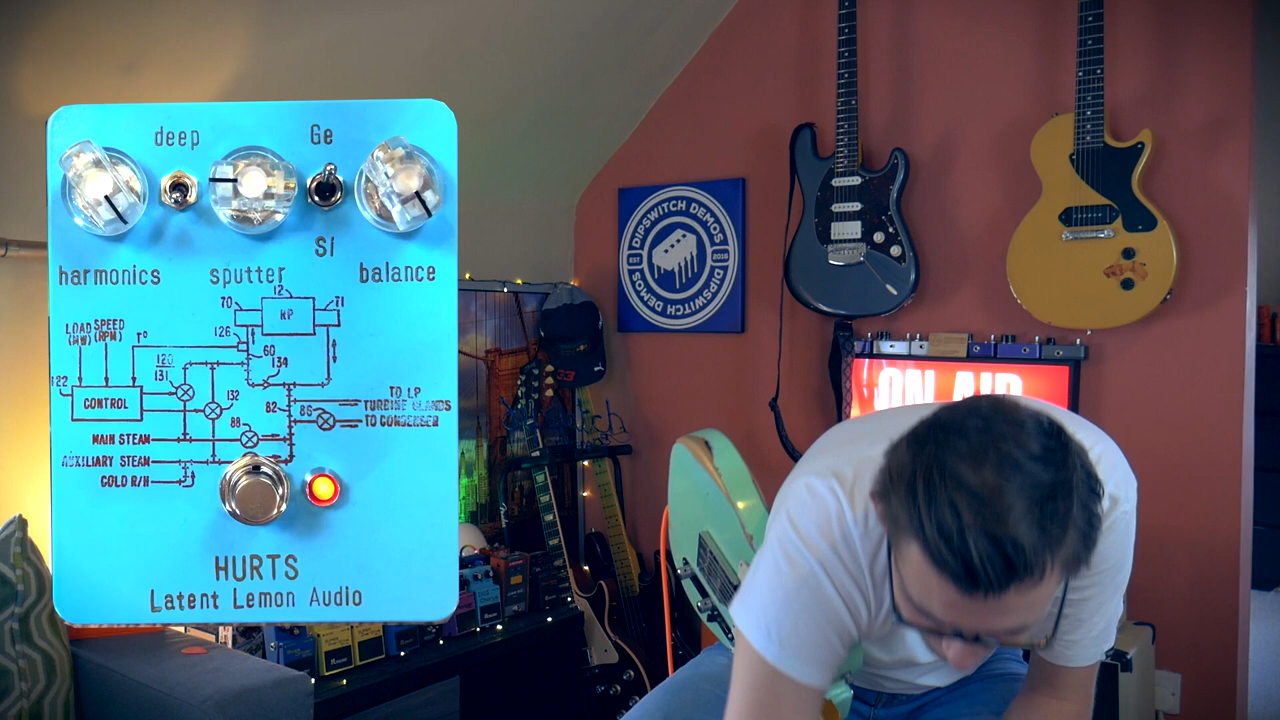 deep
Ge
Si
harmonics
sputter
balance
12
70
71
HP
126
LOAD
(MW)
SPEED
(RPM)
T°
60
120
131
134
122
CONTROL
132
82
86
88
TO LP
TURBINE GLANDS
TO CONDENSER
MAIN STEAM
AUXILIARY STEAM
COLD R/H
HURTS
Latent Lemon Audio
DIPSWITCH DEMOS
EST
2016
DIPSWITCH DEMOS
ON AIR